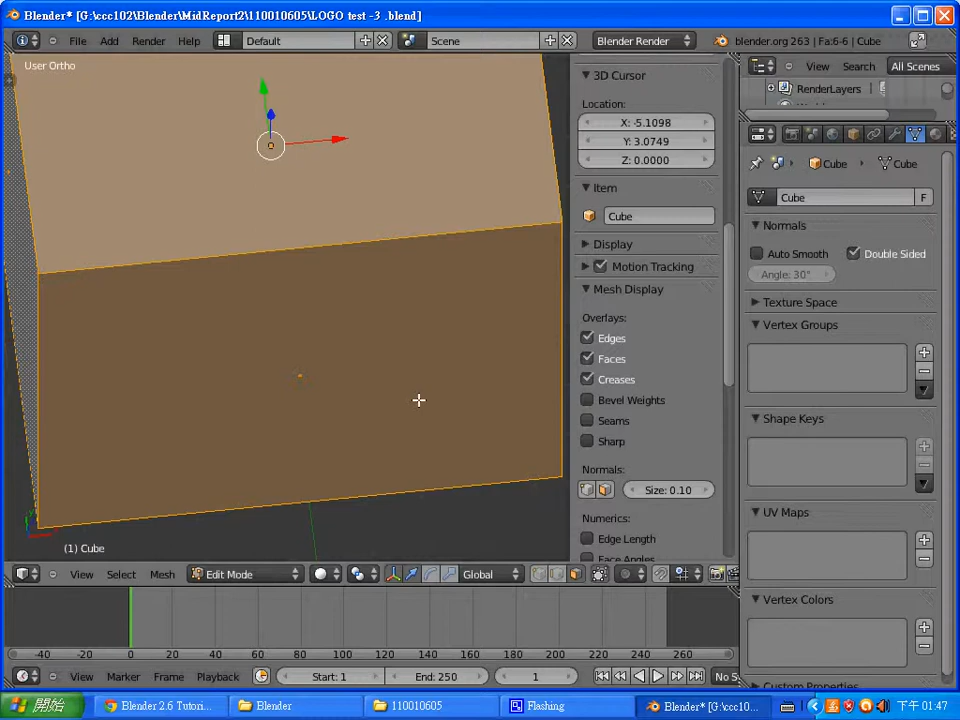 Blender* [G:\ccc102\Blender\MidReport2\110010605\LOGO test -3 .blend]
File Add Render Help Default Scene Blender Render blender.org 263 | Fa:6-6 | Cube
User Ortho
3D Cursor
Location:
X: -5.1098
Y: 3.0749
Z: 0.0000
Item
Cube
Display
Motion Tracking
Mesh Display
Overlays:
Edges
Faces
Creases
Bevel Weights
Seams
Sharp
Normals:
Size: 0.10
Numerics:
Edge Length
Face Angles
View Search All Scenes
RenderLayers
Cube Cube
Cube F
Normals
Auto Smooth Double Sided
Angle: 30°
Texture Space
Vertex Groups
Shape Keys
UV Maps
Vertex Colors
Custom Properties
(1) Cube
View Select Mesh Edit Mode Global
-40 -20 0 20 40 60 80 100 120 140 160 180 200 220 240 260
View Marker Frame Playback Start: 1 End: 250 1 No S
開始 Blender 2.6 Tutori... Blender 110010605 Flashing Blender* [G:\ccc10... 下午 01:47